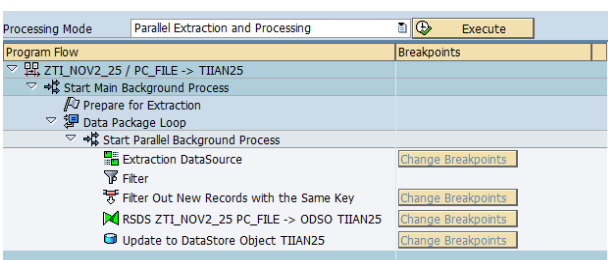 Processing Mode Parallel Extraction and Processing Execute
Program Flow Breakpoints
ZTI_NOV2_25 / PC_FILE -> TIIAN25
Start Main Background Process
Prepare for Extraction
Data Package Loop
Start Parallel Background Process
Extraction DataSource Change Breakpoints
Filter
Filter Out New Records with the Same Key Change Breakpoints
RSDS ZTI_NOV2_25 PC_FILE -> ODSO TIIAN25 Change Breakpoints
Update to DataStore Object TIIAN25 Change Breakpoints